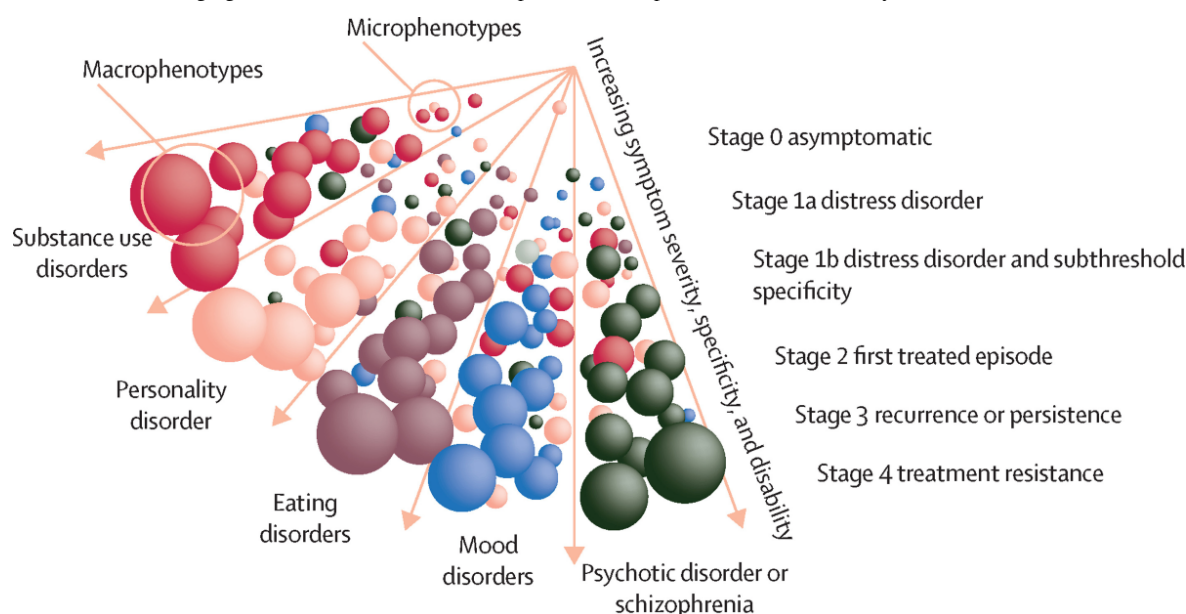 Microphenotypes
Macrophenotypes
Increasing symptom severity, specificity, and disability
Stage 0 asymptomatic
Stage 1a distress disorder
Substance use
disorders
Stage 1b distress disorder and subthreshold
specificity
Stage 2 first treated episode
Personality
disorder
Stage 3 recurrence or persistence
Stage 4 treatment resistance
Eating
disorders
Mood
disorders
Psychotic disorder or
schizophrenia